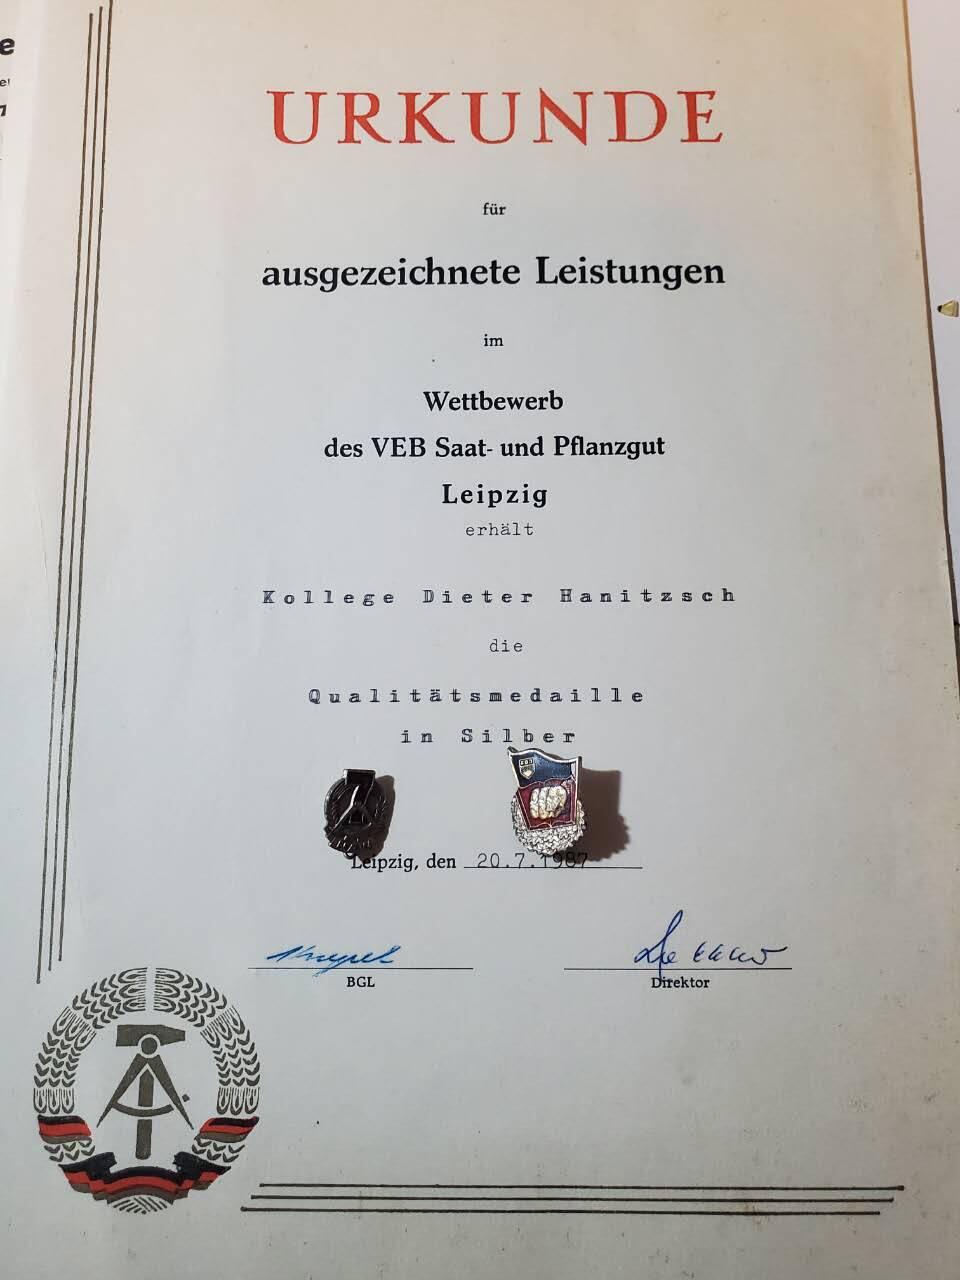 URKUNDE
für
ausgezeichnete Leistungen
im
Wettbewerb
des VEB Saat- und Pflanzgut
Leipzig
erhält
Kollege Dieter Hanitzsch
die
Qualitätsmedaille
in Silber
FDJ
Leipzig, den 20.7.1987
BGL Direktor